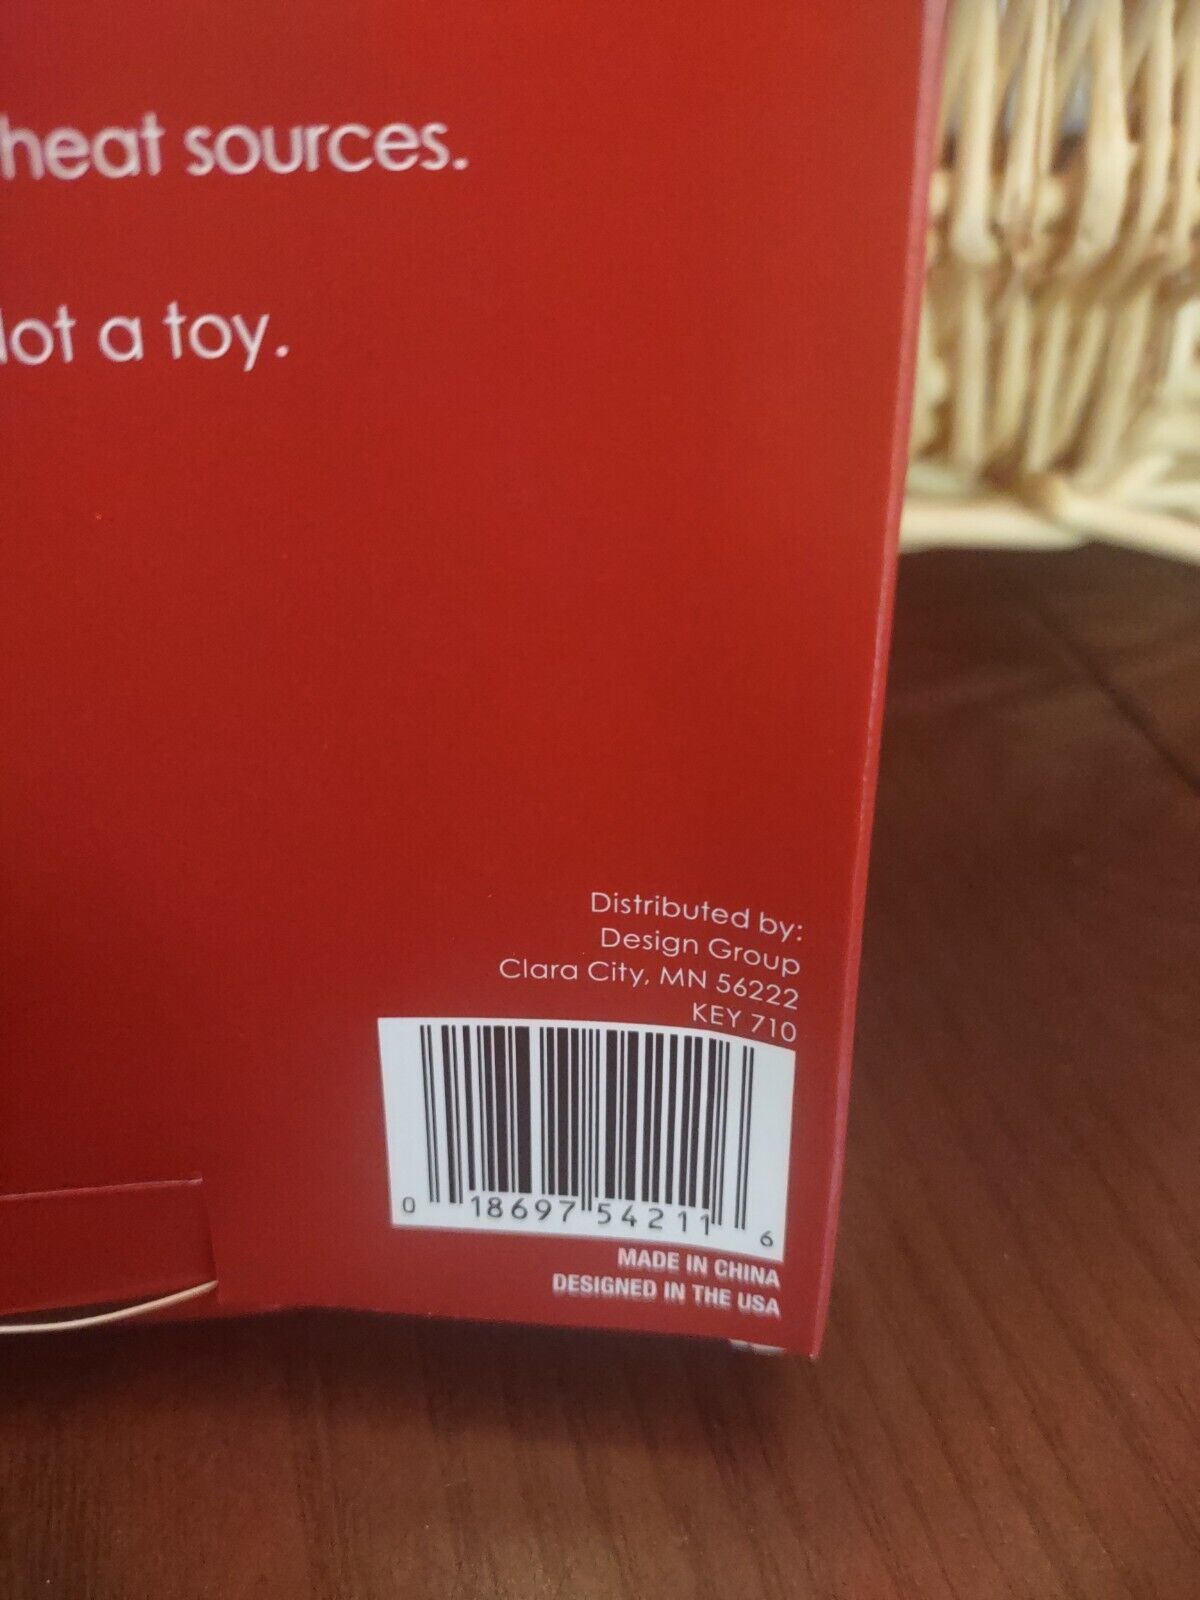 heat sources.
ot a toy.
Distributed by:
Design Group
Clara City, MN 56222
KEY 710
0 18697 54211 6
MADE IN CHINA
DESIGNED IN THE USA